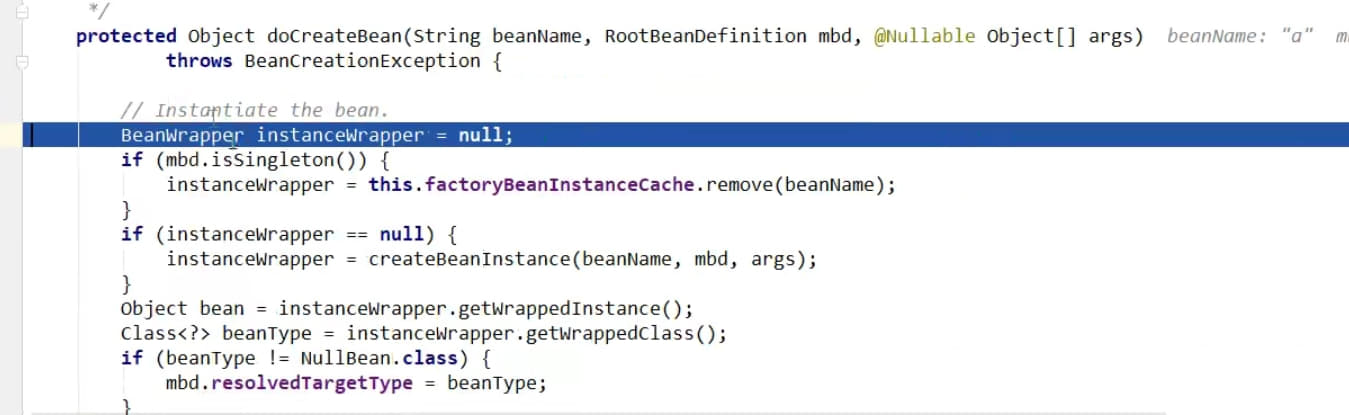 */
protected Object doCreateBean(String beanName, RootBeanDefinition mbd, @Nullable Object[] args)  beanName: "a"
throws BeanCreationException {
// Instantiate the bean.
BeanWrapper instanceWrapper = null;
if (mbd.isSingleton()) {
instanceWrapper = this.factoryBeanInstanceCache.remove(beanName);
}
if (instanceWrapper == null) {
instanceWrapper = createBeanInstance(beanName, mbd, args);
}
Object bean = instanceWrapper.getWrappedInstance();
Class<?> beanType = instanceWrapper.getWrappedClass();
if (beanType != NullBean.class) {
mbd.resolvedTargetType = beanType;
}